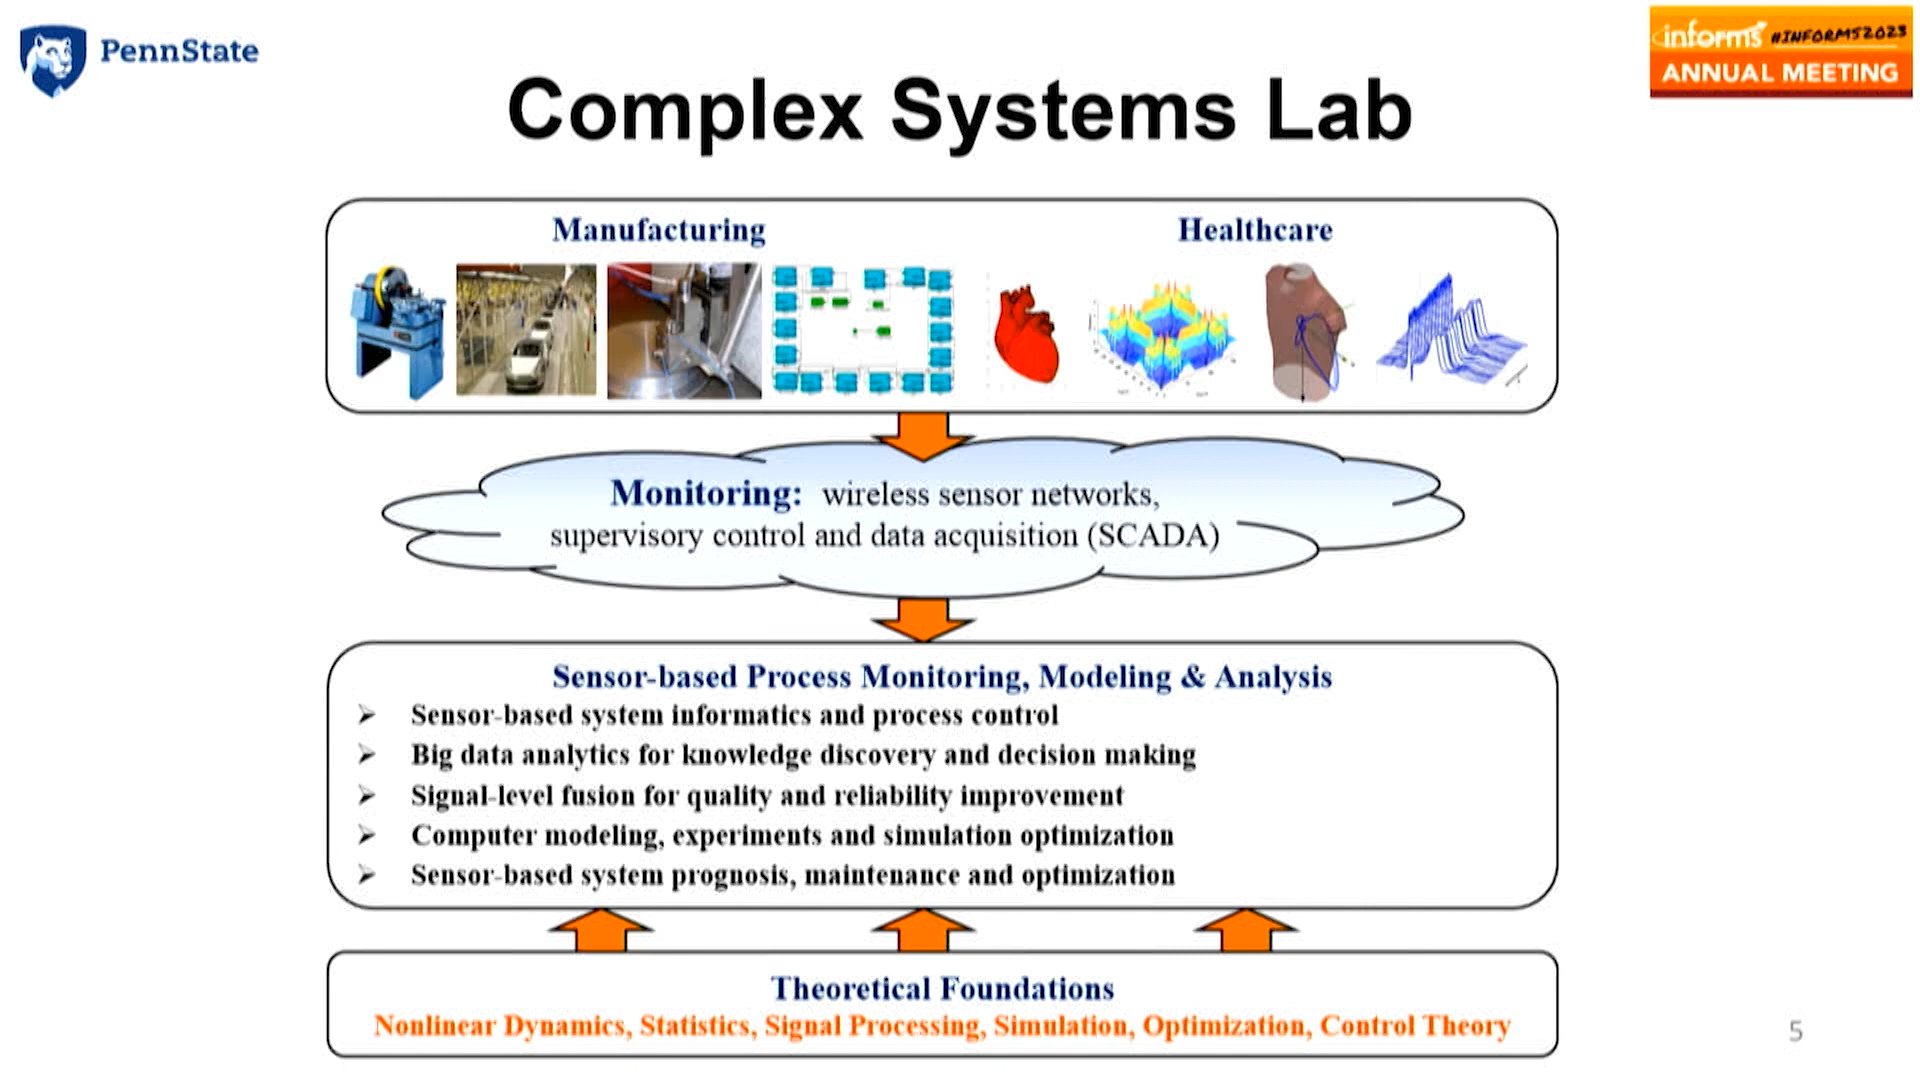 PennState
informs #INFORMS2023
ANNUAL MEETING
Complex Systems Lab
Manufacturing
Healthcare
Monitoring: wireless sensor networks,
supervisory control and data acquisition (SCADA)
Sensor-based Process Monitoring, Modeling & Analysis
Sensor-based system informatics and process control
Big data analytics for knowledge discovery and decision making
Signal-level fusion for quality and reliability improvement
Computer modeling, experiments and simulation optimization
Sensor-based system prognosis, maintenance and optimization
Theoretical Foundations
Nonlinear Dynamics, Statistics, Signal Processing, Simulation, Optimization, Control Theory
5